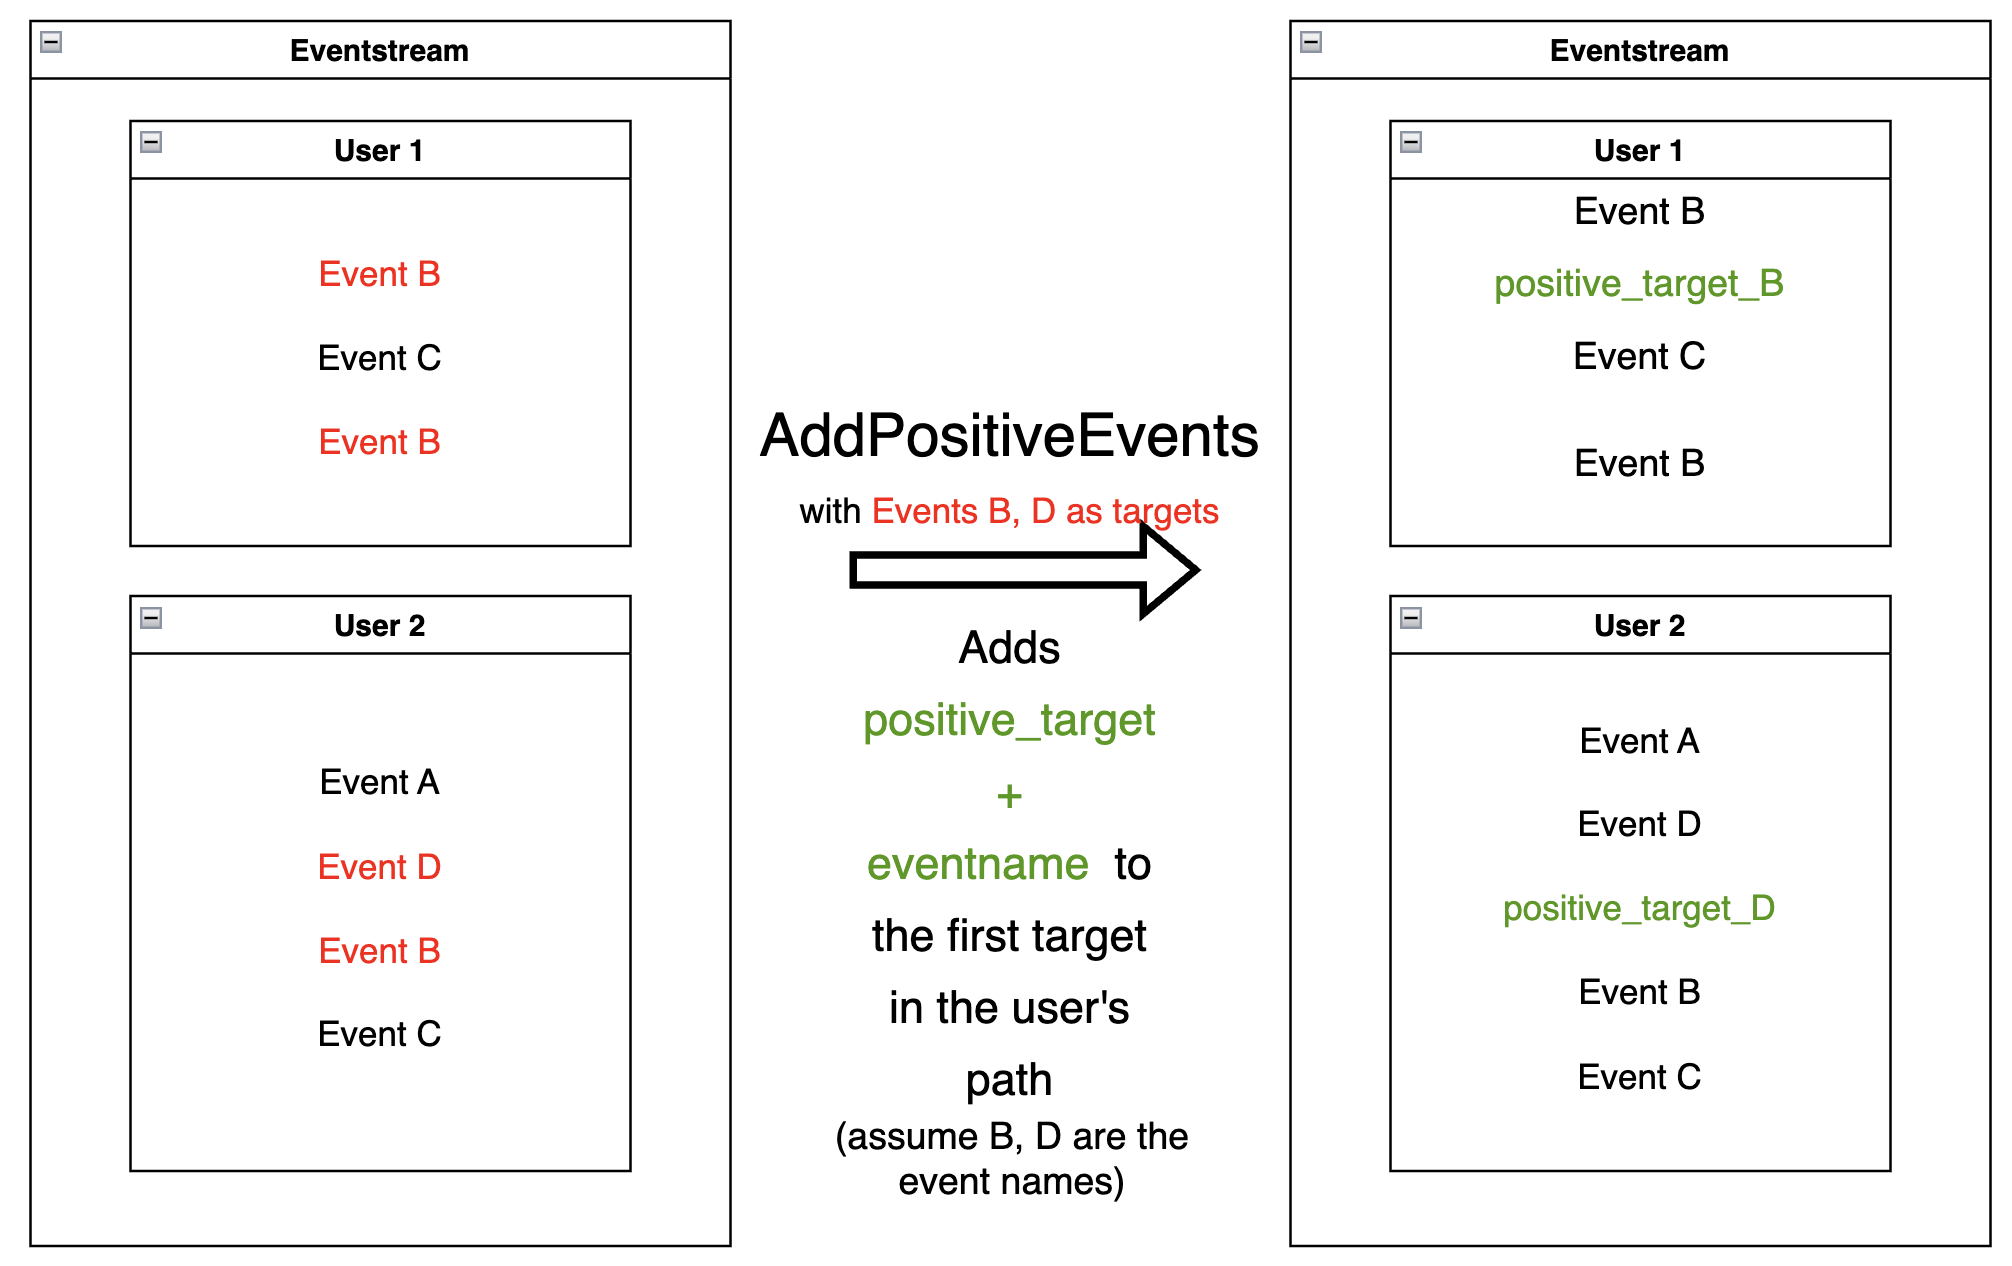 Eventstream
User 1
Event B
Event C
Event B
User 2
Event A
Event D
Event B
Event C
AddPositiveEvents
with Events B, D as targets
Adds
positive_target
+
eventname to
the first target
in the user's
path
(assume B, D are the
event names)
Eventstream
User 1
Event B
positive_target_B
Event C
Event B
User 2
Event A
Event D
positive_target_D
Event B
Event C